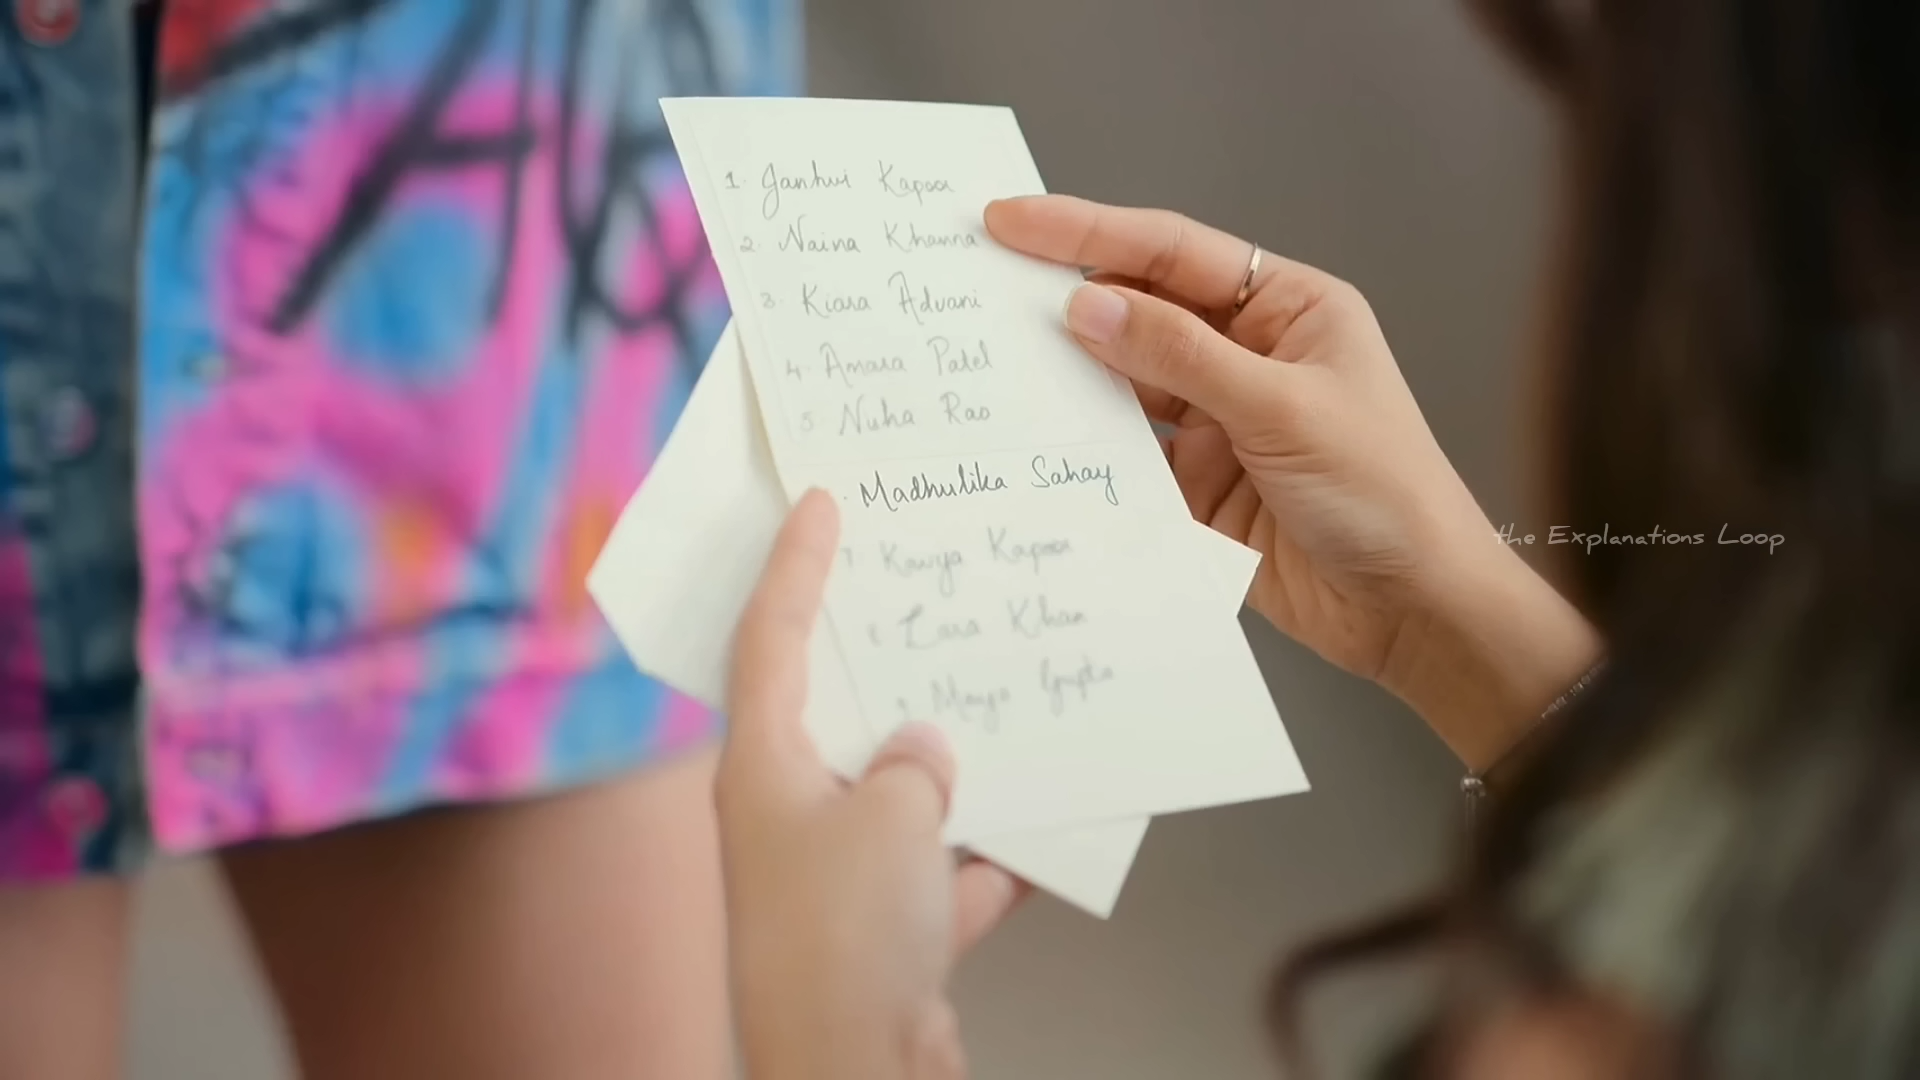 1. Janhvi Kapoor
2. Naina Khanna
3. Kiara Advani
4. Amara Patel
5 Nuha Rao
. Madhulika Sahay
7. Kavya Kapoor
8 Zara Khan
9 Maya Gupta
the Explanations Loop